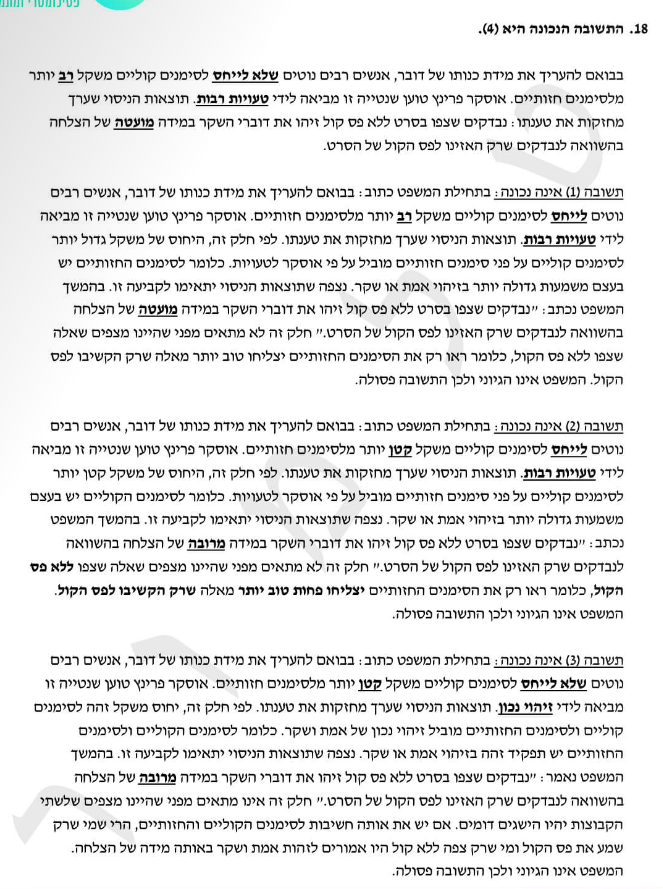 פסיכומטרי ותואר
18. התשובה הנכונה היא (4).
בבואם להעריך את מידת כנותו של דובר, אנשים רבים נוטים שלא לייחס לסימנים קוליים משקל רב יותר
מלסימנים חזותיים. אוסקר פרינץ טוען שנטייה זו מביאה לידי טעויות רבות. תוצאות הניסוי שערך
מחזקות את טענתו: נבדקים שצפו בסרט ללא פס קול זיהו את דוברי השקר במידה מועטה של הצלחה
בהשוואה לנבדקים שרק האזינו לפס הקול של הסרט.
תשובה (1) אינה נכונה: בתחילת המשפט כתוב: בבואם להעריך את מידת כנותו של דובר, אנשים רבים
נוטים לייחס לסימנים קוליים משקל רב יותר מלסימנים חזותיים. אוסקר פרינץ טוען שנטייה זו מביאה
לידי טעויות רבות. תוצאות הניסוי שערך מחזקות את טענתו. לפי חלק זה, היחוס של משקל גדול יותר
לסימנים קוליים על פני סימנים חזותיים מוביל על פי אוסקר לטעויות. כלומר לסימנים החזותיים יש
בעצם משמעות גדולה יותר בזיהוי אמת או שקר. נצפה שתוצאות הניסוי יתאימו לקביעה זו. בהמשך
המשפט נכתב: "נבדקים שצפו בסרט ללא פס קול זיהו את דוברי השקר במידה מועטה של הצלחה
בהשוואה לנבדקים שרק האזינו לפס הקול של הסרט." חלק זה לא מתאים מפני שהיינו מצפים שאלה
שצפו ללא פס הקול, כלומר ראו רק את הסימנים החזותיים יצליחו טוב יותר מאלה שרק הקשיבו לפס
הקול. המשפט אינו הגיוני ולכן התשובה פסולה.
תשובה (2) אינה נכונה: בתחילת המשפט כתוב: בבואם להעריך את מידת כנותו של דובר, אנשים רבים
נוטים לייחס לסימנים קוליים משקל קטן יותר מלסימנים חזותיים. אוסקר פרינץ טוען שנטייה זו מביאה
לידי טעויות רבות. תוצאות הניסוי שערך מחזקות את טענתו. לפי חלק זה, היחוס של משקל קטן יותר
לסימנים קוליים על פני סימנים חזותיים מוביל על פי אוסקר לטעויות. כלומר לסימנים הקוליים יש בעצם
משמעות גדולה יותר בזיהוי אמת או שקר. נצפה שתוצאות הניסוי יתאימו לקביעה זו. בהמשך המשפט
נכתב: "נבדקים שצפו בסרט ללא פס קול זיהו את דוברי השקר במידה מרובה של הצלחה בהשוואה
לנבדקים שרק האזינו לפס הקול של הסרט." חלק זה לא מתאים מפני שהיינו מצפים שאלה שצפו ללא פס
הקול, כלומר ראו רק את הסימנים החזותיים יצליחו פחות טוב יותר מאלה שרק הקשיבו לפס הקול.
המשפט אינו הגיוני ולכן התשובה פסולה.
תשובה (3) אינה נכונה: בתחילת המשפט כתוב: בבואם להעריך את מידת כנותו של דובר, אנשים רבים
נוטים שלא לייחס לסימנים קוליים משקל קטן יותר מלסימנים חזותיים. אוסקר פרינץ טוען שנטייה זו
מביאה לידי זיהוי נכון. תוצאות הניסוי שערך מחזקות את טענתו. לפי חלק זה, יחוס משקל זהה לסימנים
קוליים ולסימנים החזותיים מוביל זיהוי נכון של אמת ושקר. כלומר לסימנים הקוליים ולסימנים
החזותיים יש תפקיד זהה בזיהוי אמת או שקר. נצפה שתוצאות הניסוי יתאימו לקביעה זו. בהמשך
המשפט נאמר: "נבדקים שצפו בסרט ללא פס קול זיהו את דוברי השקר במידה מרובה של הצלחה
בהשוואה לנבדקים שרק האזינו לפס הקול של הסרט." חלק זה אינו מתאים מפני שהיינו מצפים שלשתי
הקבוצות יהיו הישגים דומים. אם יש את אותה חשיבות לסימנים הקוליים והחזותיים, הרי שמי שרק
שמע את פס הקול ומי שרק צפה ללא קול היו אמורים לזהות אמת ושקר באותה מידה של הצלחה.
המשפט אינו הגיוני ולכן התשובה פסולה.